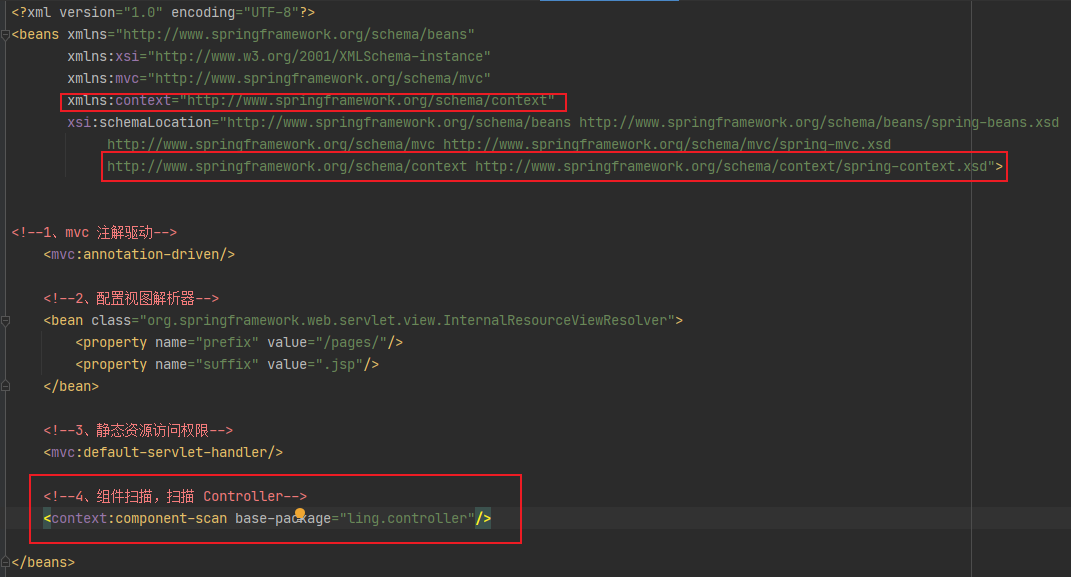 <?xml version="1.0" encoding="UTF-8"?>
<beans xmlns="http://www.springframework.org/schema/beans"
xmlns:xsi="http://www.w3.org/2001/XMLSchema-instance"
xmlns:mvc="http://www.springframework.org/schema/mvc"
xmlns:context="http://www.springframework.org/schema/context"
xsi:schemaLocation="http://www.springframework.org/schema/beans http://www.springframework.org/schema/beans/spring-beans.xsd
http://www.springframework.org/schema/mvc http://www.springframework.org/schema/mvc/spring-mvc.xsd
http://www.springframework.org/schema/context http://www.springframework.org/schema/context/spring-context.xsd">
<!--1、mvc 注解驱动-->
<mvc:annotation-driven/>
<!--2、配置视图解析器-->
<bean class="org.springframework.web.servlet.view.InternalResourceViewResolver">
<property name="prefix" value="/pages/"/>
<property name="suffix" value=".jsp"/>
</bean>
<!--3、静态资源访问权限-->
<mvc:default-servlet-handler/>
<!--4、组件扫描，扫描 Controller-->
<context:component-scan base-package="ling.controller"/>
</beans>